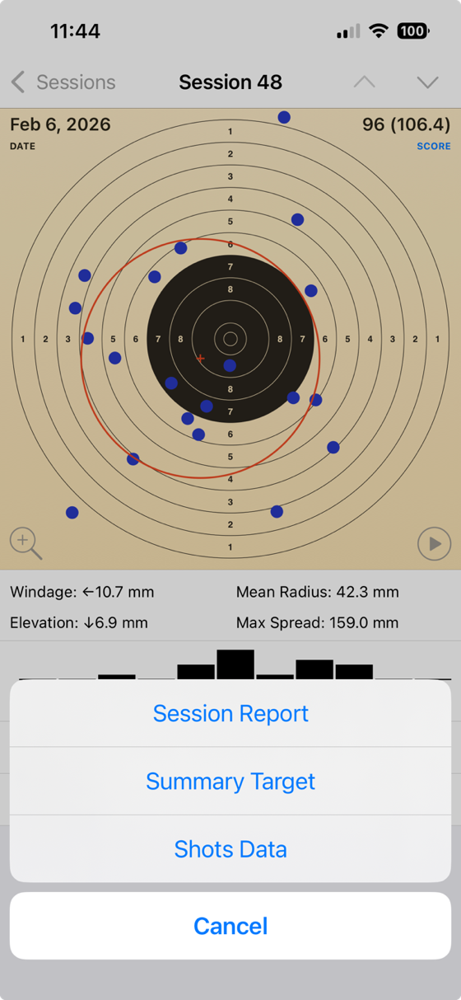 11:44 100
Sessions Session 48
Feb 6, 2026 96 (106.4)
DATE SCORE
1
2
3
4
5
6
7
8
1 2 3 5 6 7 8 8 7 6 5 4 3 2 1
8
7
6
5
4
3
2
1
Windage: ←10.7 mm Mean Radius: 42.3 mm
Elevation: ↓6.9 mm Max Spread: 159.0 mm
Session Report
Summary Target
Shots Data
Cancel